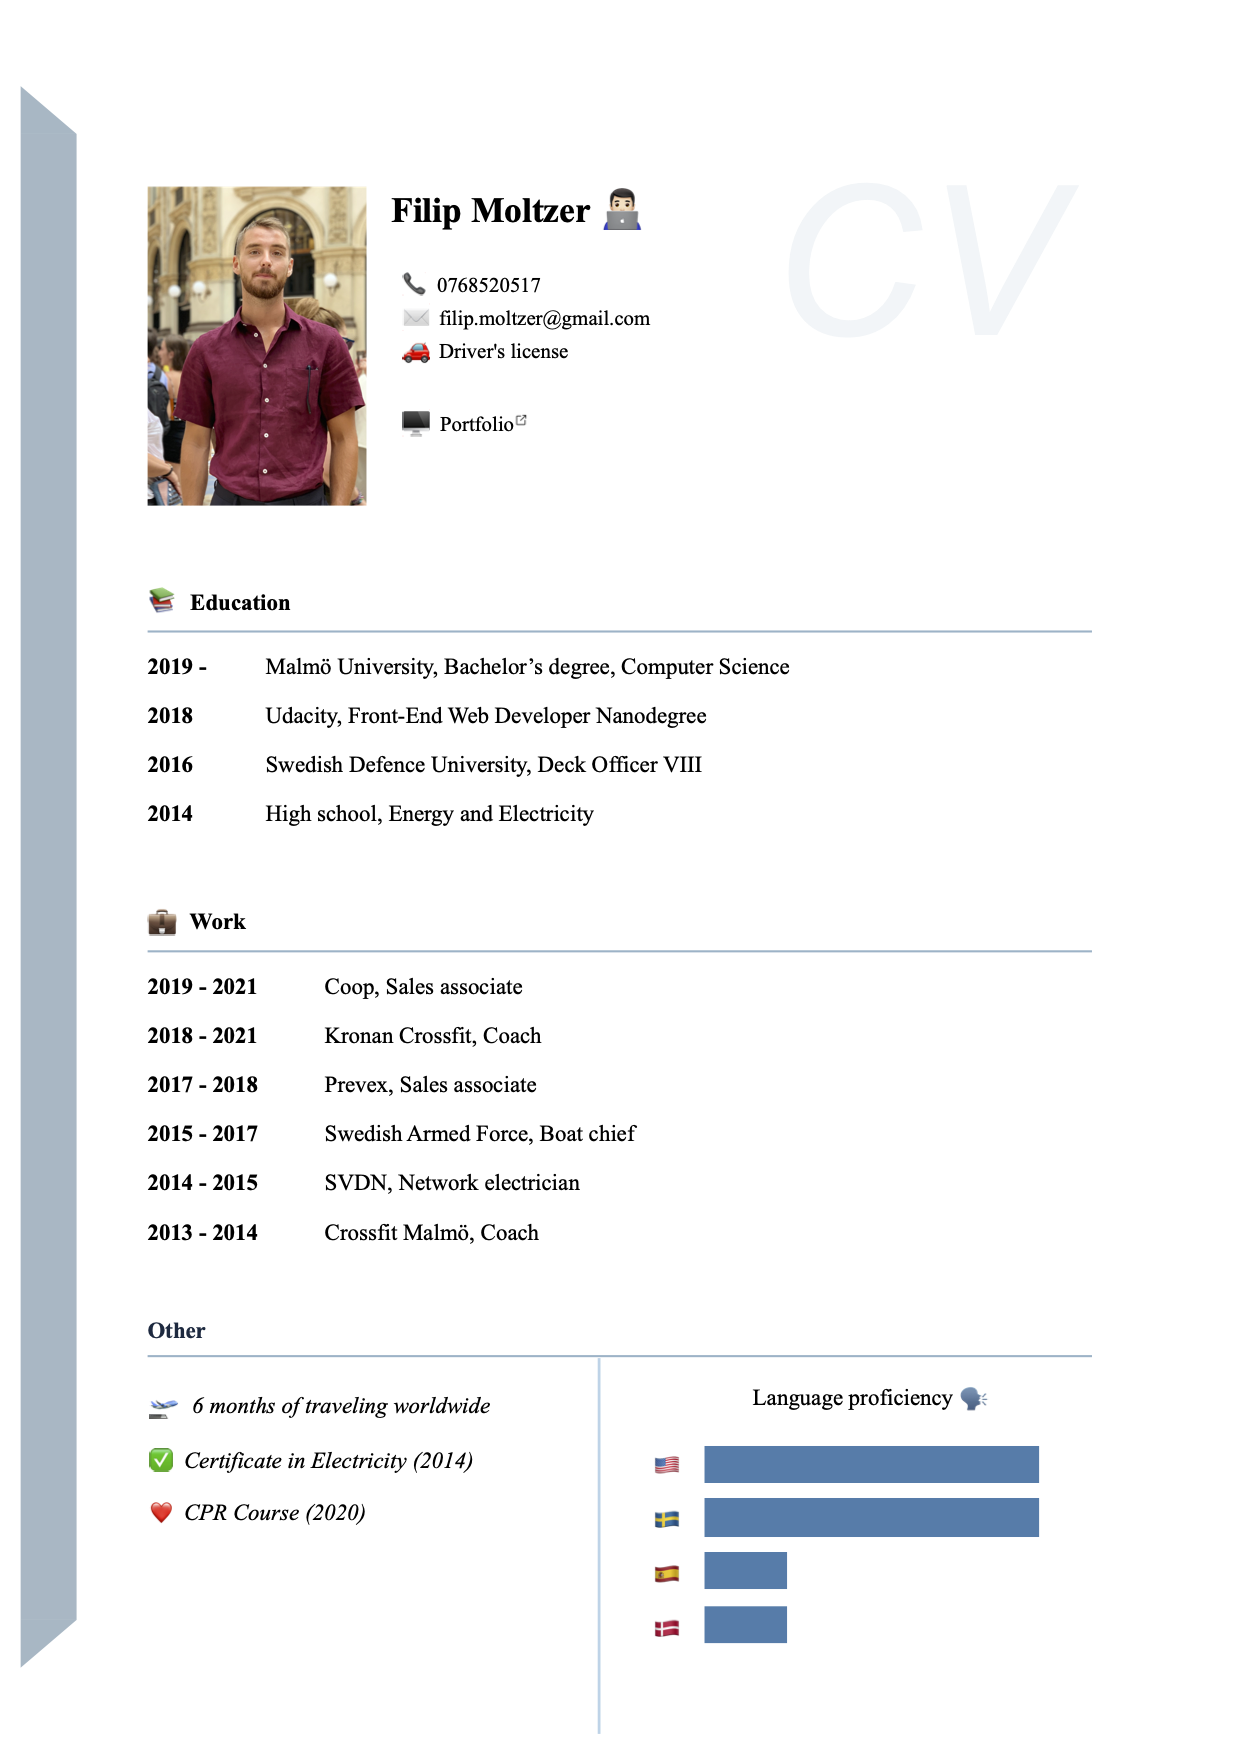 CV
Filip Moltzer
0768520517
filip.moltzer@gmail.com
Driver's license
Portfolio
Education
2019 - Malmö University, Bachelor’s degree, Computer Science
2018 Udacity, Front-End Web Developer Nanodegree
2016 Swedish Defence University, Deck Officer VIII
2014 High school, Energy and Electricity
Work
2019 - 2021 Coop, Sales associate
2018 - 2021 Kronan Crossfit, Coach
2017 - 2018 Prevex, Sales associate
2015 - 2017 Swedish Armed Force, Boat chief
2014 - 2015 SVDN, Network electrician
2013 - 2014 Crossfit Malmö, Coach
Other
6 months of traveling worldwide
Certificate in Electricity (2014)
CPR Course (2020)
Language proficiency